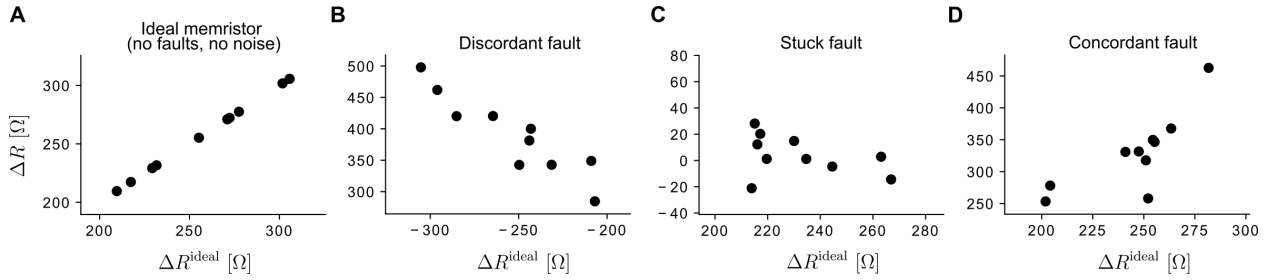 A
Ideal memristor
(no faults, no noise)
300
250
200
200
250
300
ΔR [Ω]
ΔR^ideal [Ω]
B
Discordant fault
500
450
400
350
300
−300
−250
−200
ΔR^ideal [Ω]
C
Stuck fault
80
60
40
20
0
−20
−40
200
220
240
260
280
ΔR^ideal [Ω]
D
Concordant fault
450
400
350
300
250
200
225
250
275
300
ΔR^ideal [Ω]